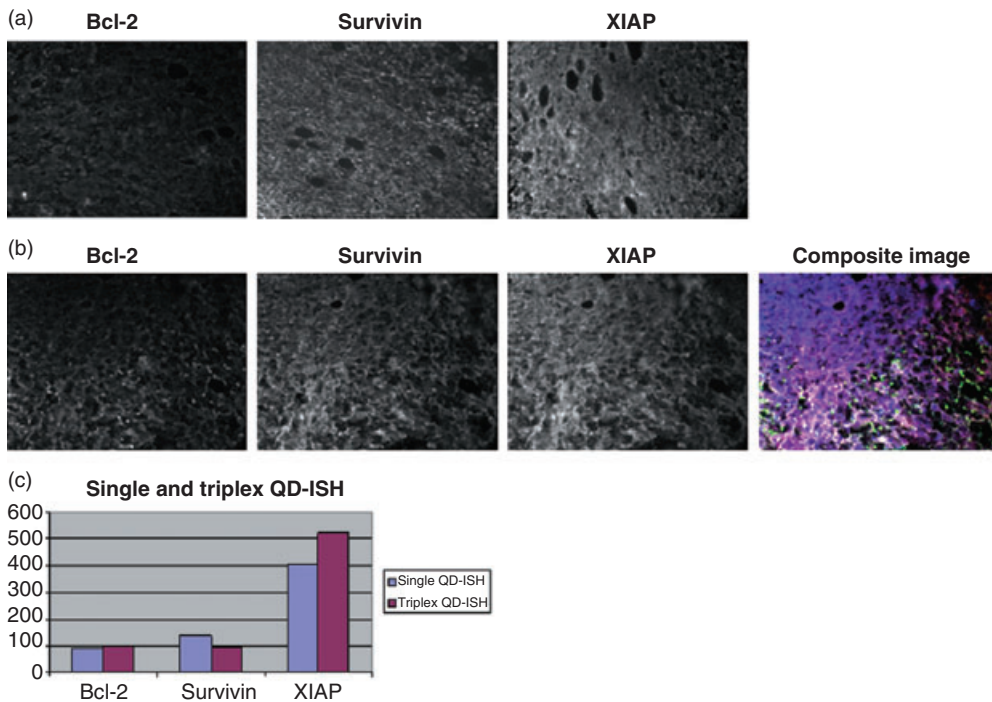 (a)
Bcl-2 Survivin XIAP
(b)
Bcl-2 Survivin XIAP Composite image
(c)
Single and triplex QD-ISH
600
500
400
300
200
100
0
Bcl-2 Survivin XIAP
Single QD-ISH
Triplex QD-ISH